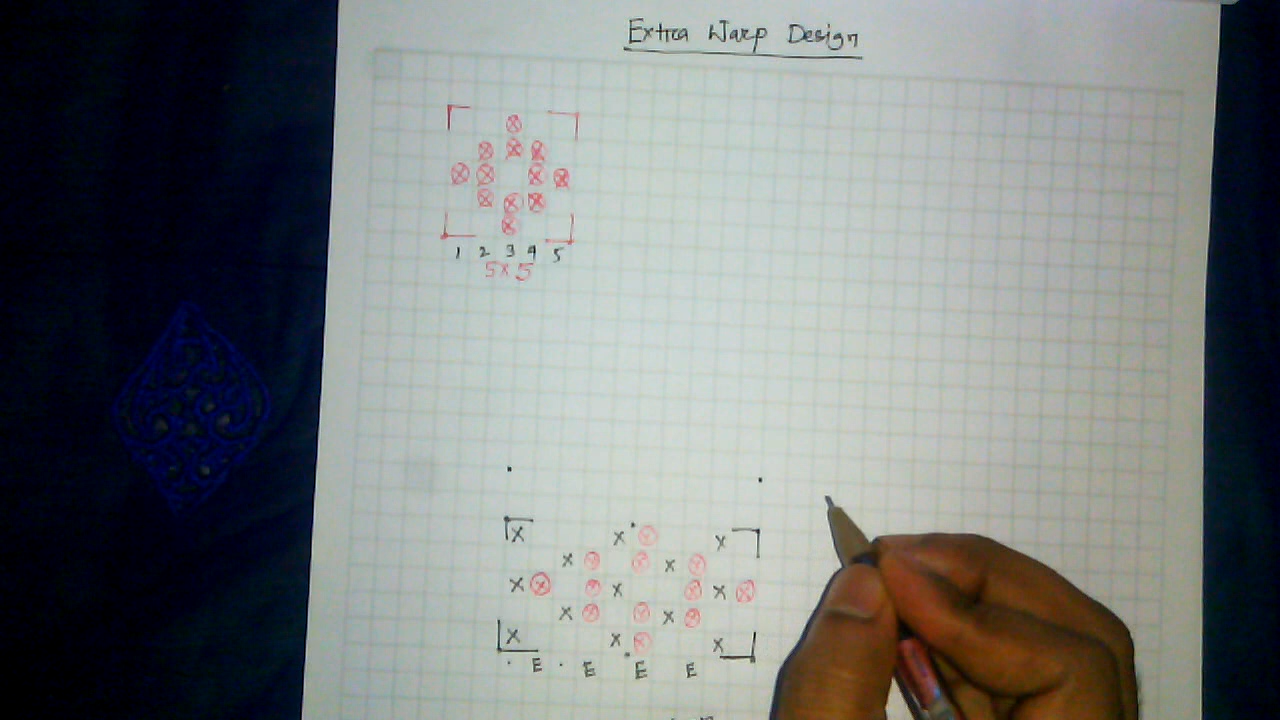 Extra Warp Design
1 2 3 4 5
5x5
X X X
X X
X X X
X X
X X X
E E E E